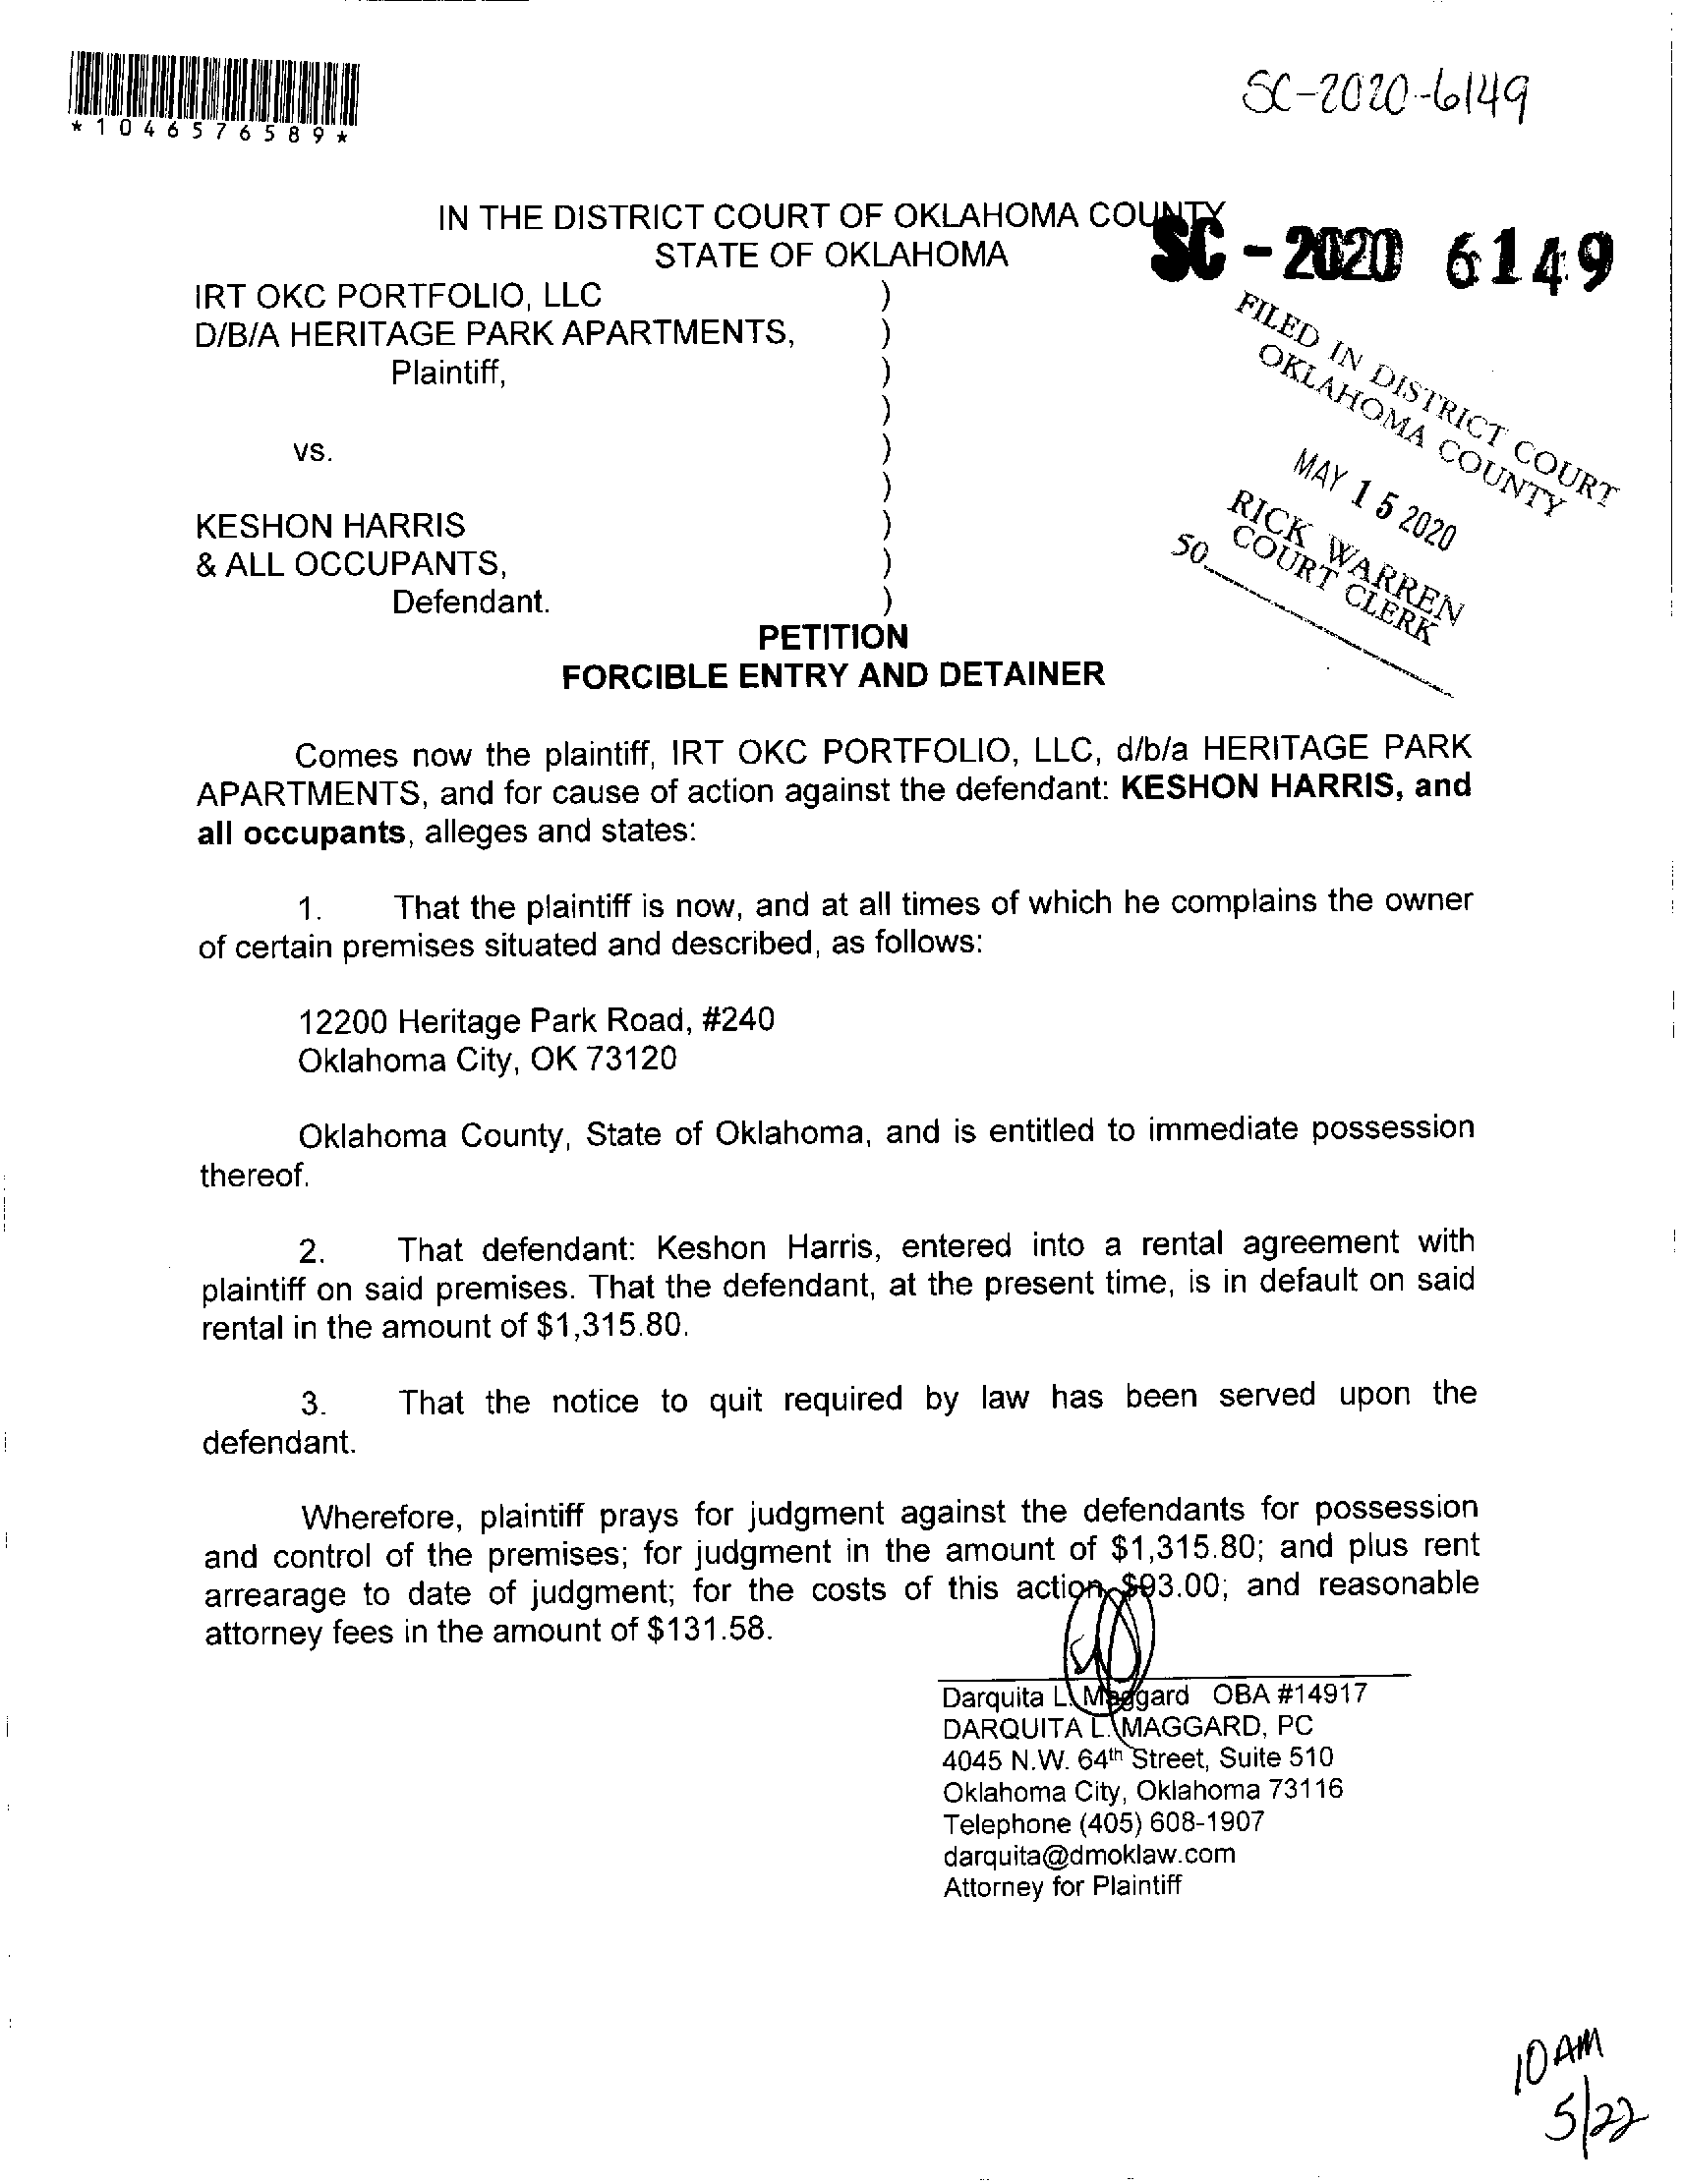 *1046576589*
SC-2020-6149
IN THE DISTRICT COURT OF OKLAHOMA COUNTY
STATE OF OKLAHOMA
SC - 2020 6149
IRT OKC PORTFOLIO, LLC )
D/B/A HERITAGE PARK APARTMENTS, )
Plaintiff, )
)
vs. )
)
KESHON HARRIS )
& ALL OCCUPANTS, )
Defendant. )
FILED IN DISTRICT COURT
OKLAHOMA COUNTY
MAY 15 2020
RICK WARREN
COURT CLERK
50
PETITION
FORCIBLE ENTRY AND DETAINER
Comes now the plaintiff, IRT OKC PORTFOLIO, LLC, d/b/a HERITAGE PARK
APARTMENTS, and for cause of action against the defendant: KESHON HARRIS, and
all occupants, alleges and states:
1. That the plaintiff is now, and at all times of which he complains the owner
of certain premises situated and described, as follows:
12200 Heritage Park Road, #240
Oklahoma City, OK 73120
Oklahoma County, State of Oklahoma, and is entitled to immediate possession
thereof.
2. That defendant: Keshon Harris, entered into a rental agreement with
plaintiff on said premises. That the defendant, at the present time, is in default on said
rental in the amount of $1,315.80.
3. That the notice to quit required by law has been served upon the
defendant.
Wherefore, plaintiff prays for judgment against the defendants for possession
and control of the premises; for judgment in the amount of $1,315.80; and plus rent
arrearage to date of judgment; for the costs of this action $93.00; and reasonable
attorney fees in the amount of $131.58.
Darquita L. Maggard OBA #14917
DARQUITA L. MAGGARD, PC
4045 N.W. 64th Street, Suite 510
Oklahoma City, Oklahoma 73116
Telephone (405) 608-1907
darquita@dmoklaw.com
Attorney for Plaintiff
10 AM
5/22